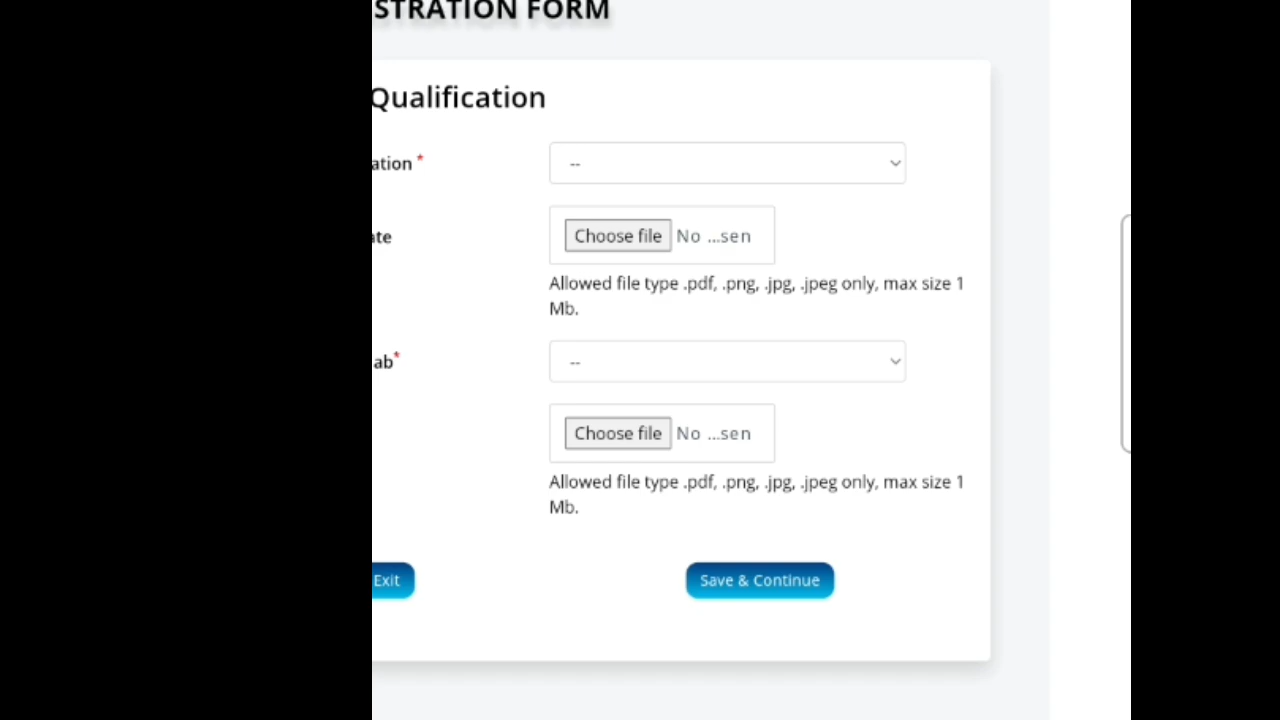 STRATION FORM
Qualification
ation *
--
ate
Choose file No ...sen
Allowed file type .pdf, .png, .jpg, .jpeg only, max size 1
Mb.
ab*
--
Choose file No ...sen
Allowed file type .pdf, .png, .jpg, .jpeg only, max size 1
Mb.
Exit
Save & Continue